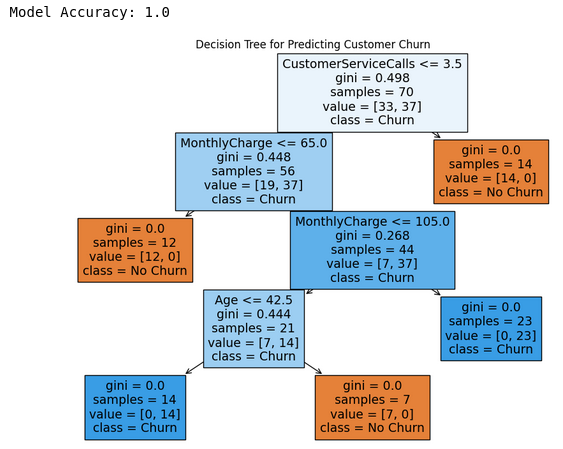 Model Accuracy: 1.0
Decision Tree for Predicting Customer Churn
CustomerServiceCalls <= 3.5
gini = 0.498
samples = 70
value = [33, 37]
class = Churn
MonthlyCharge <= 65.0
gini = 0.448
samples = 56
value = [19, 37]
class = Churn
gini = 0.0
samples = 14
value = [14, 0]
class = No Churn
gini = 0.0
samples = 12
value = [12, 0]
class = No Churn
MonthlyCharge <= 105.0
gini = 0.268
samples = 44
value = [7, 37]
class = Churn
Age <= 42.5
gini = 0.444
samples = 21
value = [7, 14]
class = Churn
gini = 0.0
samples = 23
value = [0, 23]
class = Churn
gini = 0.0
samples = 14
value = [0, 14]
class = Churn
gini = 0.0
samples = 7
value = [7, 0]
class = No Churn